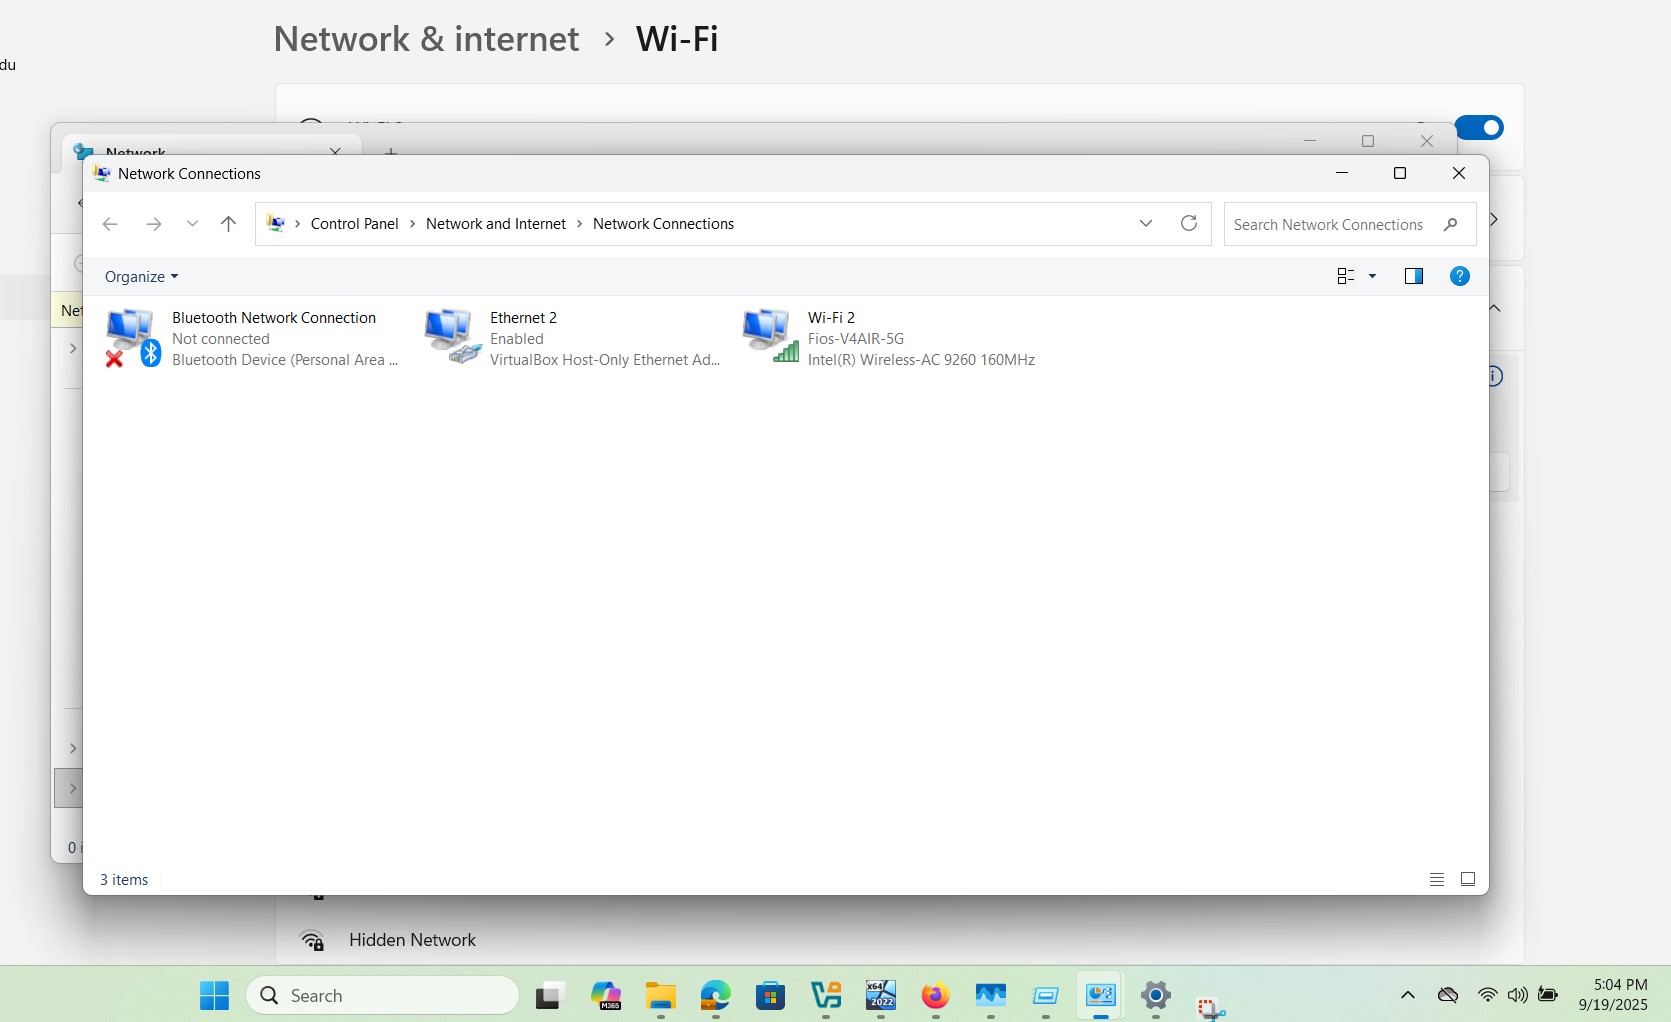 Network & internet > Wi-Fi
du
Network
Network Connections
Control Panel > Network and Internet > Network Connections
Search Network Connections
Organize
Net
Bluetooth Network Connection
Not connected
Bluetooth Device (Personal Area ...
Ethernet 2
Enabled
VirtualBox Host-Only Ethernet Ad...
Wi-Fi 2
Fios-V4AIR-5G
Intel(R) Wireless-AC 9260 160MHz
0 i
3 items
Hidden Network
Search
M365
x64
2022
5:04 PM
9/19/2025